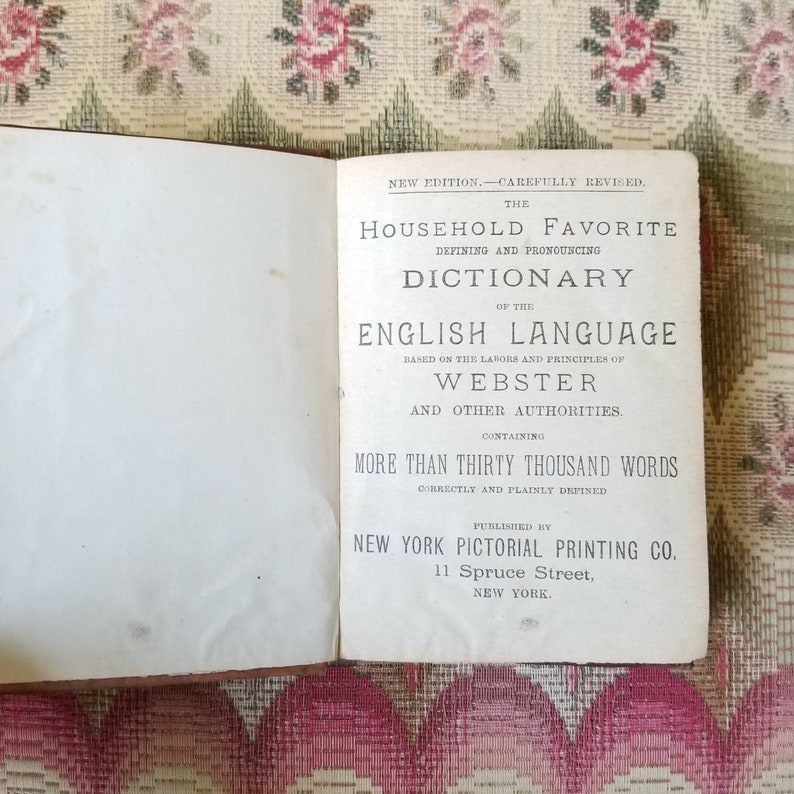 NEW EDITION.—CAREFULLY REVISED.
THE
HOUSEHOLD FAVORITE
DEFINING AND PRONOUNCING
DICTIONARY
OF THE
ENGLISH LANGUAGE
BASED ON THE LABORS AND PRINCIPLES OF
WEBSTER
AND OTHER AUTHORITIES.
CONTAINING
MORE THAN THIRTY THOUSAND WORDS
CORRECTLY AND PLAINLY DEFINED
PUBLISHED BY
NEW YORK PICTORIAL PRINTING CO,
11 Spruce Street,
NEW YORK.